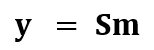 y = Sm